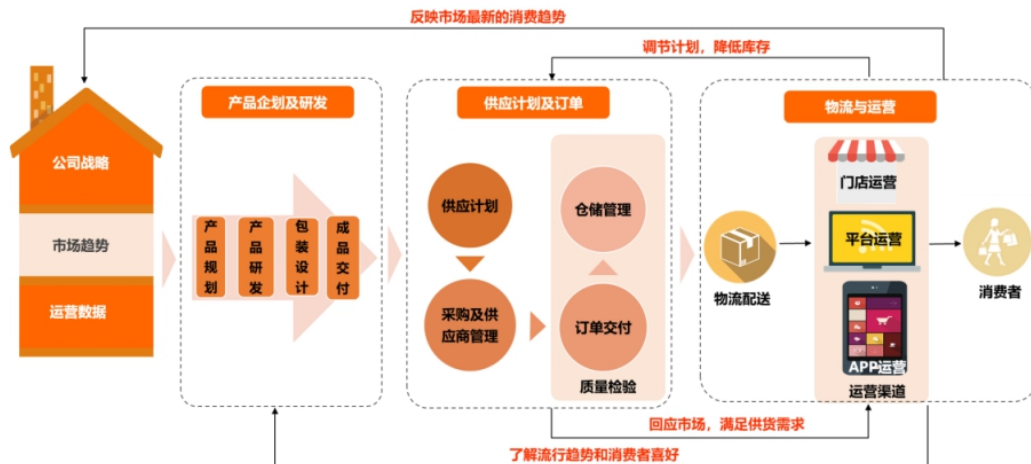 反映市场最新的消费趋势
调节计划，降低库存
产品企划及研发
供应计划及订单
物流与运营
公司战略
市场趋势
运营数据
产品规划
产品研发
包装设计
成品交付
供应计划
采购及供
应商管理
仓储管理
订单交付
质量检验
物流配送
门店运营
平台运营
APP运营
运营渠道
消费者
回应市场，满足供货需求
了解流行趋势和消费者喜好